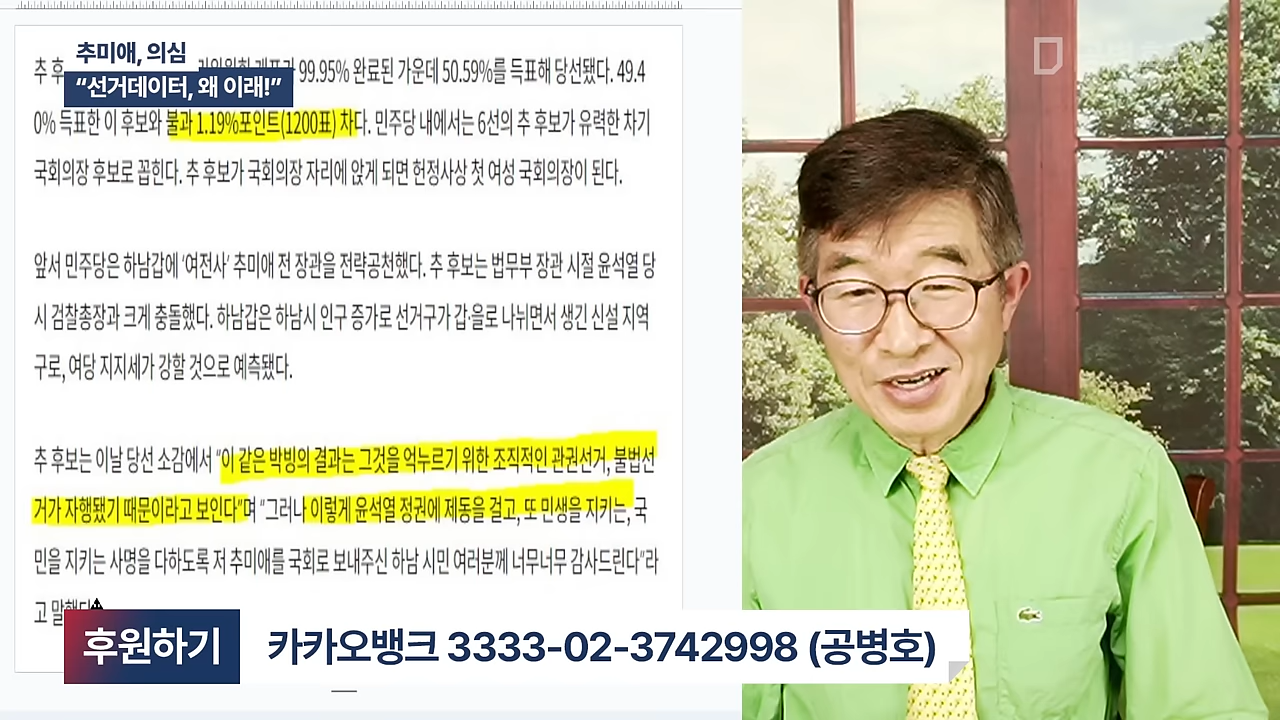 추미애, 의심
“선거데이터, 왜 이래!”
추 후 99.95% 완료된 가운데 50.59%를 득표해 당선됐다. 49.4
0% 득표한 이 후보와 불과 1.19%포인트(1200표) 차다. 민주당 내에서는 6선의 추 후보가 유력한 차기
국회의장 후보로 꼽힌다. 추 후보가 국회의장 자리에 앉게 되면 헌정사상 첫 여성 국회의장이 된다.
앞서 민주당은 하남갑에 ‘여전사’ 추미애 전 장관을 전략공천했다. 추 후보는 법무부 장관 시절 윤석열 당
시 검찰총장과 크게 충돌했다. 하남갑은 하남시 인구 증가로 선거구가 갑·을로 나뉘면서 생긴 신설 지역
구로, 여당 지지세가 강할 것으로 예측됐다.
추 후보는 이날 당선 소감에서 “이 같은 박빙의 결과는 그것을 억누르기 위한 조직적인 관권선거, 불법선
거가 자행됐기 때문이라고 보인다”며 “그러나 이렇게 윤석열 정권에 제동을 걸고, 또 민생을 지키는, 국
민을 지키는 사명을 다하도록 저 추미애를 국회로 보내주신 하남 시민 여러분께 너무너무 감사드린다”라
고 말했다
후원하기 카카오뱅크 3333-02-3742998 (공병호)